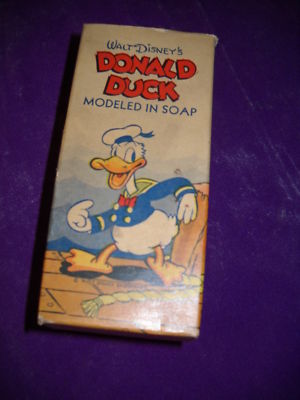 WALT DISNEY'S
DONALD
DUCK
MODELED IN SOAP